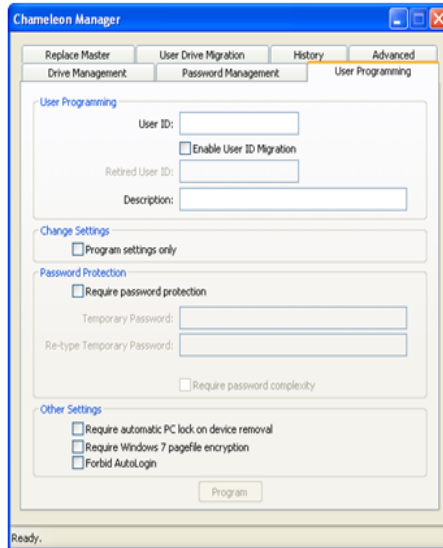 Chameleon Manager
Replace Master User Drive Migration History Advanced
Drive Management Password Management User Programming
User Programming
User ID:
Enable User ID Migration
Retired User ID:
Description:
Change Settings
Program settings only
Password Protection
Require password protection
Temporary Password:
Re-type Temporary Password:
Require password complexity
Other Settings
Require automatic PC lock on device removal
Require Windows 7 pagefile encryption
Forbid AutoLogin
Program
Ready.